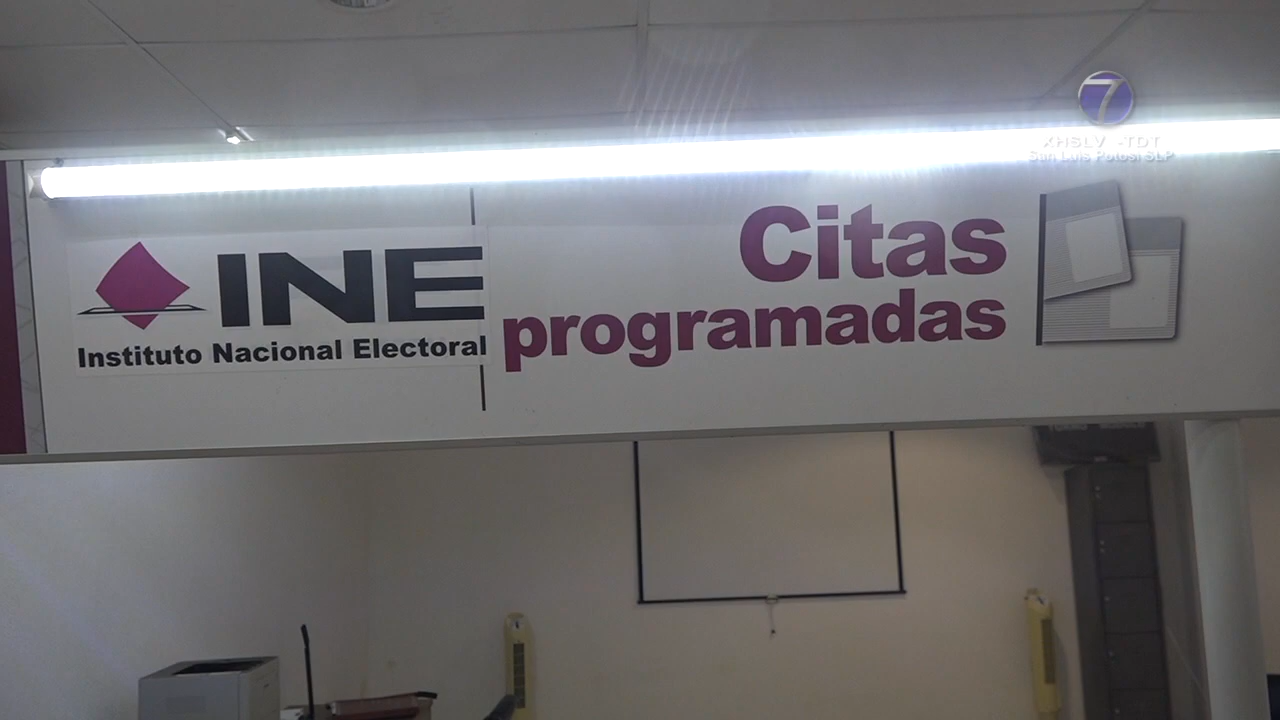 7
XHSLV -TDT
San Luis Potosí SLP
INE
Instituto Nacional Electoral
Citas
programadas